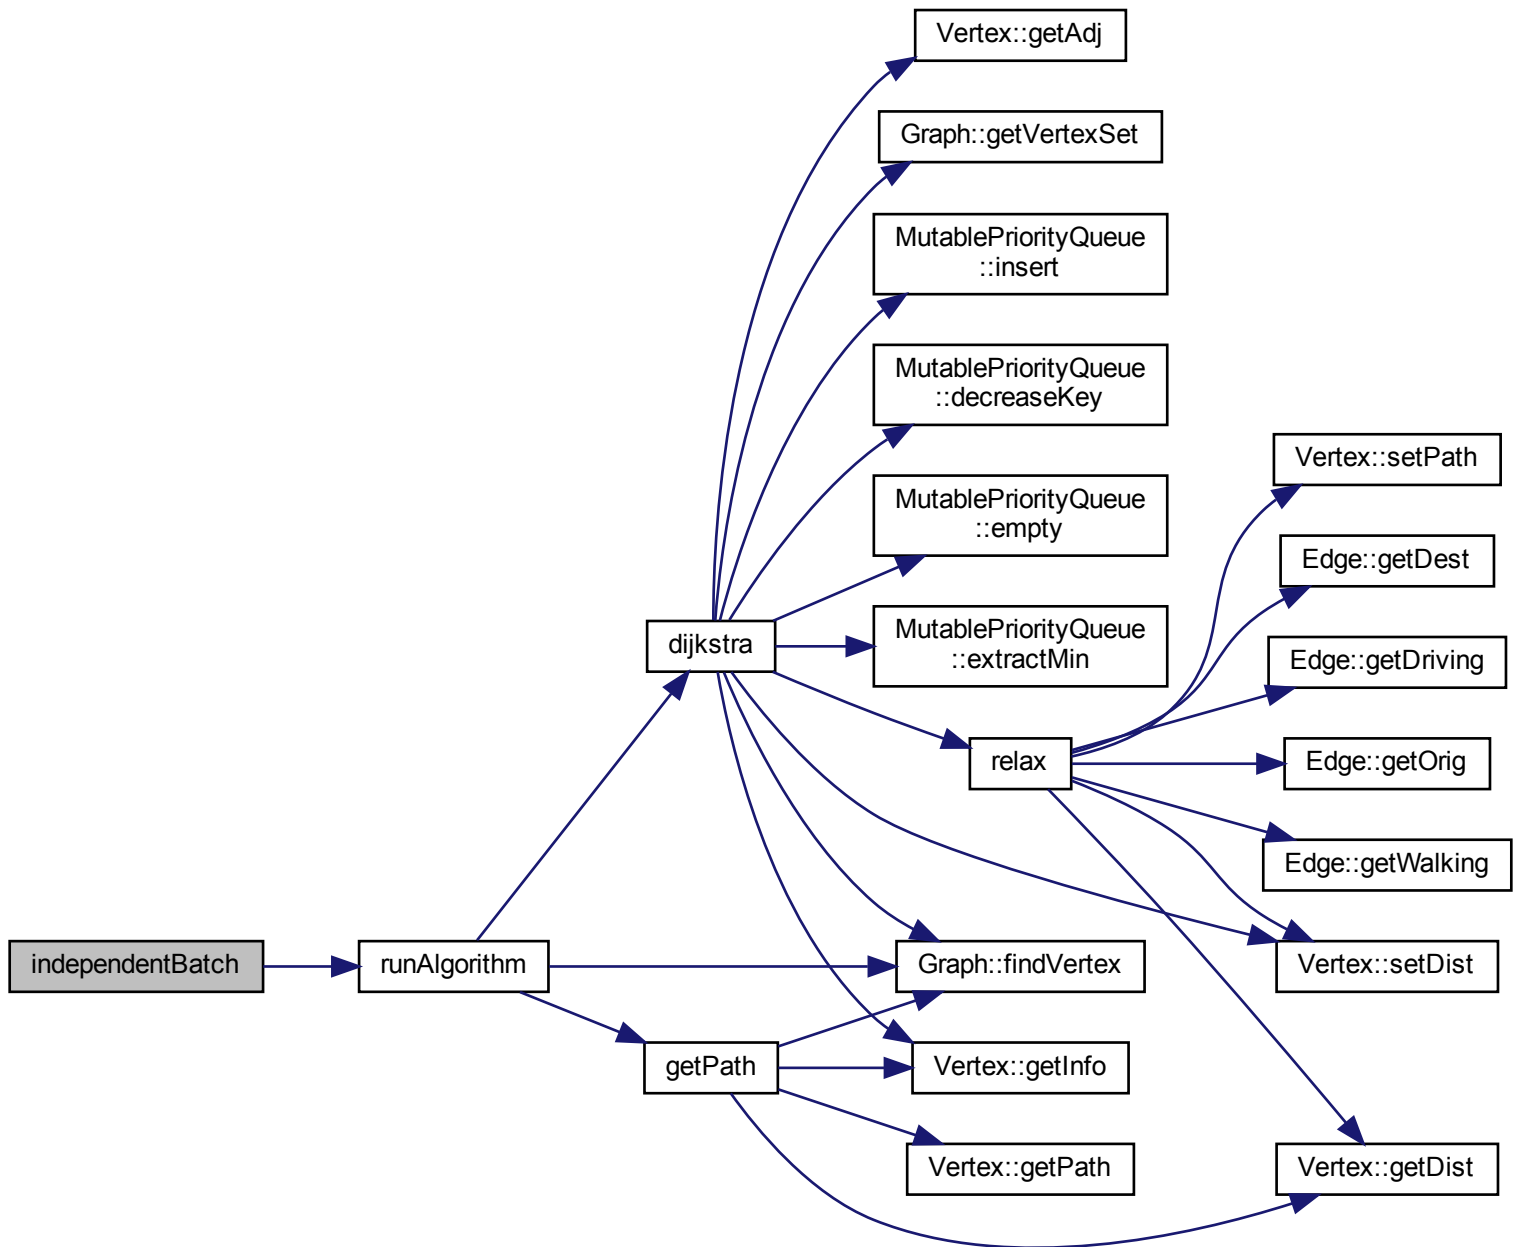 Vertex::getAdj
Graph::getVertexSet
MutablePriorityQueue
::insert
MutablePriorityQueue
::decreaseKey
MutablePriorityQueue
::empty
MutablePriorityQueue
::extractMin
dijkstra
relax
Vertex::setPath
Edge::getDest
Edge::getDriving
Edge::getOrig
Edge::getWalking
Vertex::setDist
independentBatch
runAlgorithm
Graph::findVertex
getPath
Vertex::getInfo
Vertex::getPath
Vertex::getDist